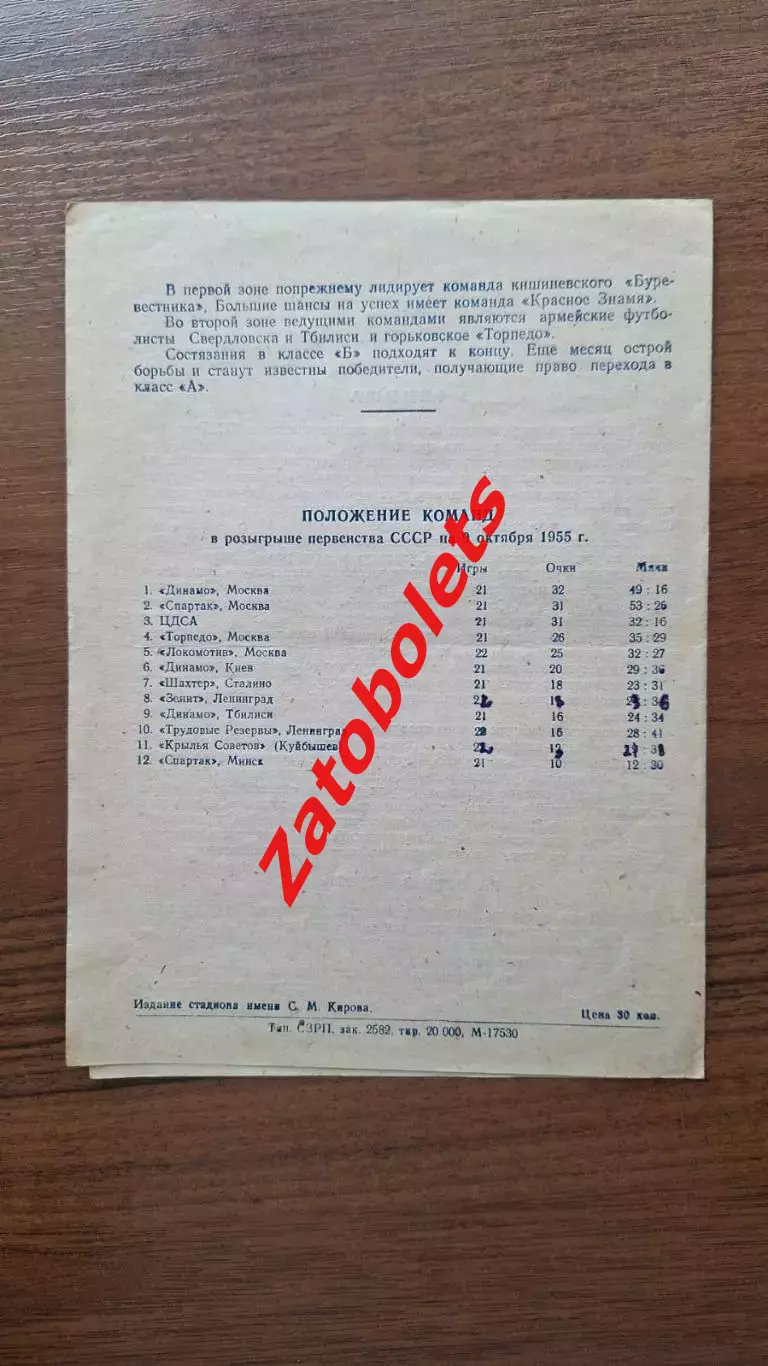 В первой зоне попрежнему лидирует команда кишиневского «Буре-
вестника», Большие шансы на успех имеет команда «Красное Знамя».
Во второй зоне ведущими командами являются армейские футбо-
листы Свердловска и Тбилиси и горьковское «Торпедо».
Состязания в классе «Б» подходят к концу. Еще месяц острой
борьбы и станут известны победители, получающие право перехода в
класс «А».
ПОЛОЖЕНИЕ КОМАНД
в розыгрыше первенства СССР на 9 октября 1955 г.
Игры Очки Мячи
1. «Динамо», Москва 21 32 49 : 16
2. «Спартак», Москва 21 31 53 : 26
3. ЦДСА 21 31 32 : 16
4. «Торпедо», Москва 21 26 35 : 29
5. «Локомотив», Москва 22 25 32 : 27
6. «Динамо», Киев 21 20 29 : 36
7. «Шахтер», Сталино 21 18 23 : 31
8. «Зенит», Ленинград
9. «Динамо», Тбилиси 21 16 24 : 34
10. «Трудовые Резервы», Ленинград 22 16 28 : 41
11. «Крылья Советов» (Куйбышев)
12. «Спартак», Минск 21 10 12 : 30
Zatobolets
Издание стадиона имени С. М. Кирова. Цена 30 коп.
Тип. СЗРП, зак. 2582, тир. 20 000, М-17530